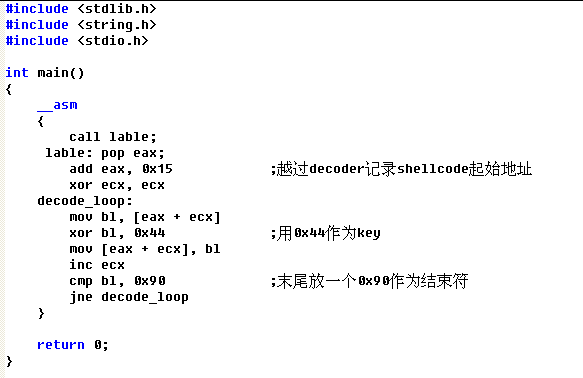 #include <stdlib.h>
#include <string.h>
#include <stdio.h>
int main()
{
__asm
{
call lable;
lable: pop eax;
add eax, 0x15 ;越过decoder记录shellcode起始地址
xor ecx, ecx
decode_loop:
mov bl, [eax + ecx]
xor bl, 0x44 ;用0x44作为key
mov [eax + ecx], bl
inc ecx
cmp bl, 0x90 ;末尾放一个0x90作为结束符
jne decode_loop
}
return 0;
}